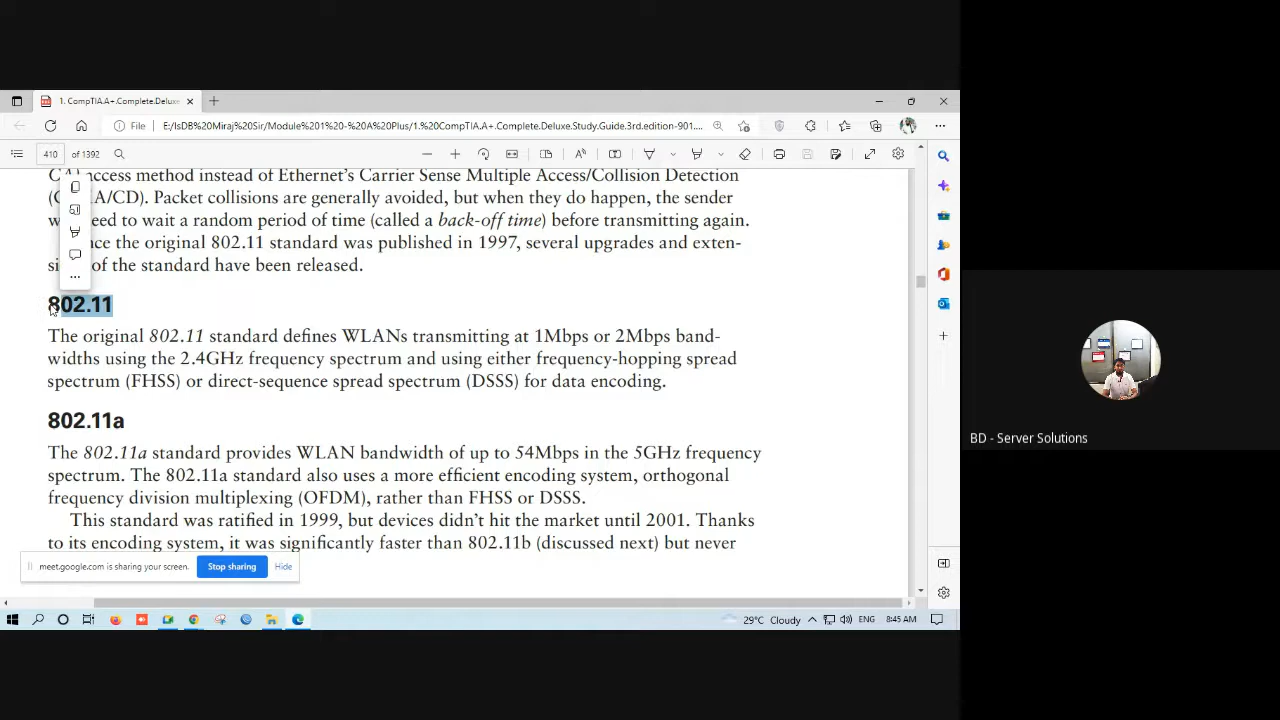 1. CompTIA.A+.Complete.Deluxe
File E:/IsDB%20Miraj%20Sir/Module%201%20-%20A%20Plus/1.%20CompTIA.A+.Complete.Deluxe.Study.Guide.3rd.edition-901....
410 of 1392
CA) access method instead of Ethernet's Carrier Sense Multiple Access/Collision Detection
A/CD). Packet collisions are generally avoided, but when they do happen, the sender
need to wait a random period of time (called a back-off time) before transmitting again.
the original 802.11 standard was published in 1997, several upgrades and exten-
of the standard have been released.
802.11
The original 802.11 standard defines WLANs transmitting at 1Mbps or 2Mbps band-
widths using the 2.4GHz frequency spectrum and using either frequency-hopping spread
spectrum (FHSS) or direct-sequence spread spectrum (DSSS) for data encoding.
802.11a
The 802.11a standard provides WLAN bandwidth of up to 54Mbps in the 5GHz frequency
spectrum. The 802.11a standard also uses a more efficient encoding system, orthogonal
frequency division multiplexing (OFDM), rather than FHSS or DSSS.
This standard was ratified in 1999, but devices didn't hit the market until 2001. Thanks
to its encoding system, it was significantly faster than 802.11b (discussed next) but never
meet.google.com is sharing your screen. Stop sharing Hide
29°C Cloudy ENG 8:45 AM
BD - Server Solutions